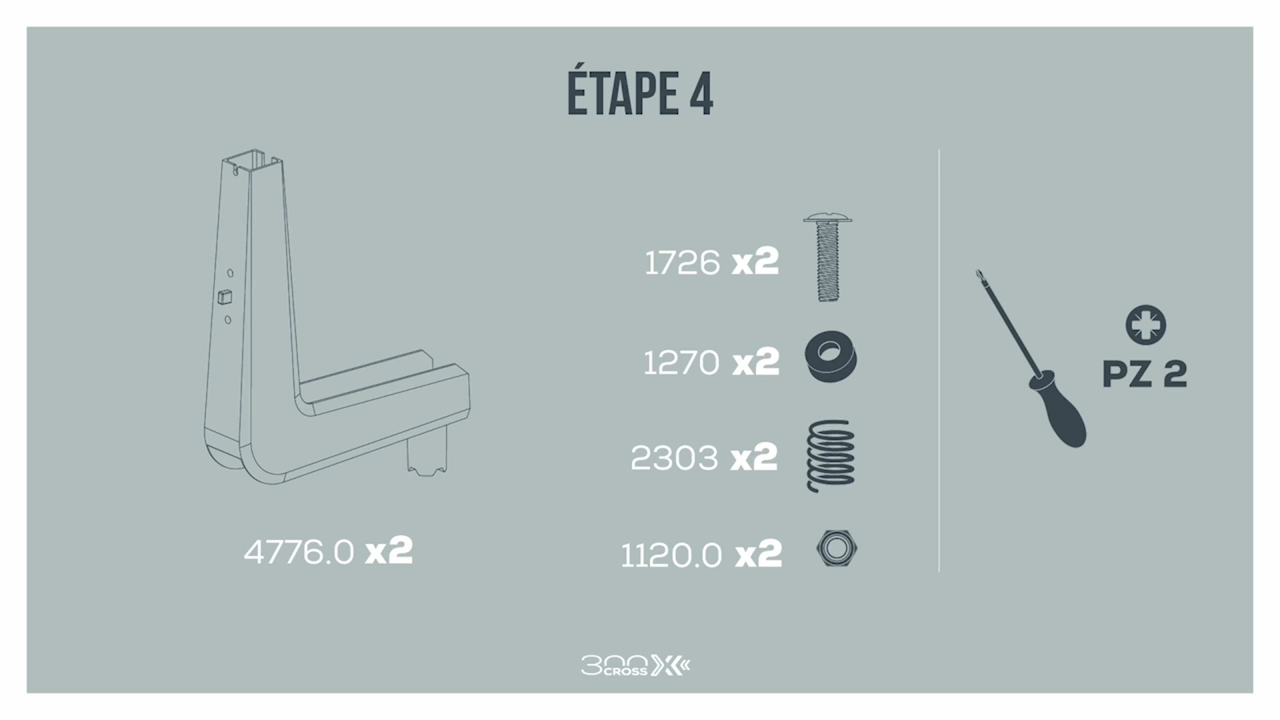 ÉTAPE 4
1726 x2
1270 x2
2303 x2
4776.0 x2
1120.0 x2
PZ 2
300 CROSS X